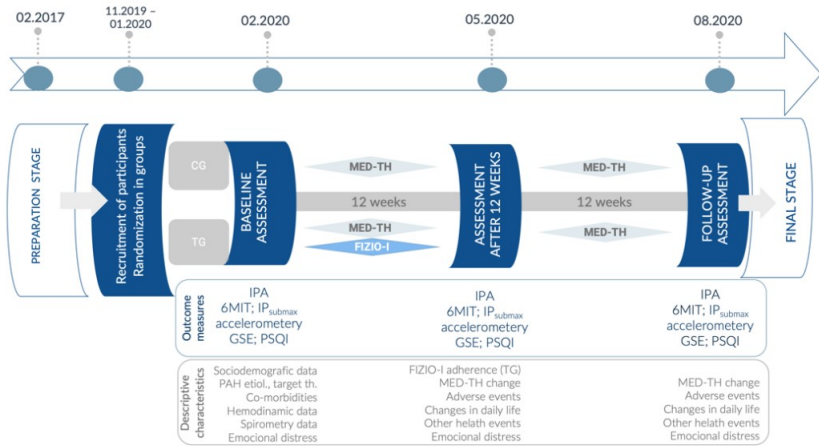 02.2017
11.2019 –
01.2020
02.2020
05.2020
08.2020
PREPARATION STAGE
Recruitment of participants
Randomization in groups
CG
TG
BASELINE
ASSESSMENT
MED-TH
12 weeks
MED-TH
FIZIO-I
ASSESSMENT
AFTER 12 WEEKS
MED-TH
12 weeks
MED-TH
FOLLOW-UP
ASSESSMENT
FINAL STAGE
Outcome
measures
IPA
6MIT; IPsubmax
accelerometery
GSE; PSQI
IPA
6MIT; IPsubmax
accelerometery
GSE; PSQI
IPA
6MIT; IPsubmax
accelerometery
GSE; PSQI
Descriptive
characteristics
Sociodemografic data
PAH etiol., target th.
Co-morbidities
Hemodinamic data
Spirometry data
Emotional distress
FIZIO-I adherence (TG)
MED-TH change
Adverse events
Changes in daily life
Other helath events
Emocional distress
MED-TH change
Adverse events
Changes in daily life
Other helath events
Emocional distress